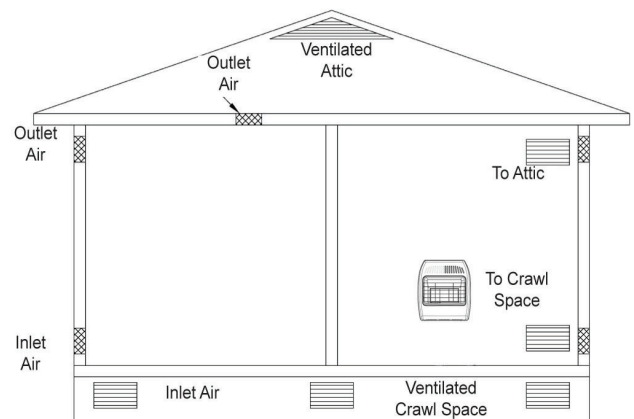 Ventilated
Attic
Outlet
Air
Outlet
Air
To Attic
To Crawl
Space
Inlet
Air
Inlet Air
Ventilated
Crawl Space